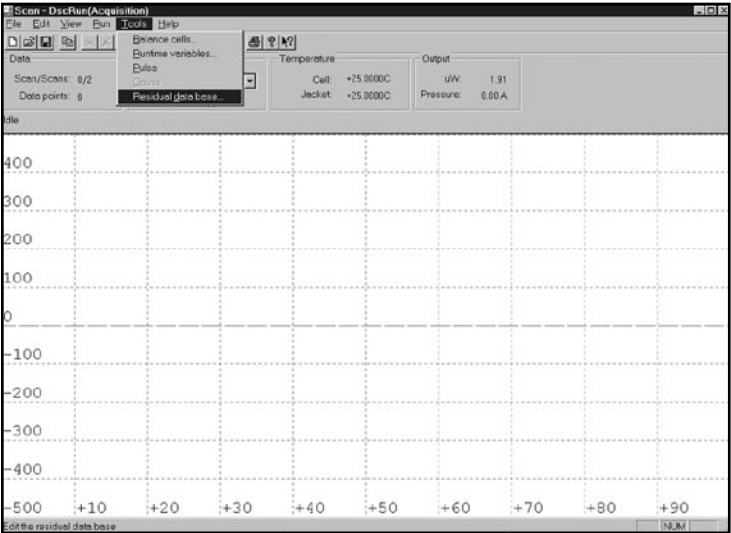 Scan - DscRun(Acquisition)
File Edit View Run Tools Help
Balance cells...
Runtime variables...
Pulse
Residual data base...
Data
Scan/Scans: 0/2
Data points: 0
Temperature
Cell: +25.0000C
Jacket: +25.0000C
Output
uW: 1.91
Pressure: 0.00 A
Idle
400
300
200
100
0
-100
-200
-300
-400
-500 +10 +20 +30 +40 +50 +60 +70 +80 +90
Edit the residual data base
NUM